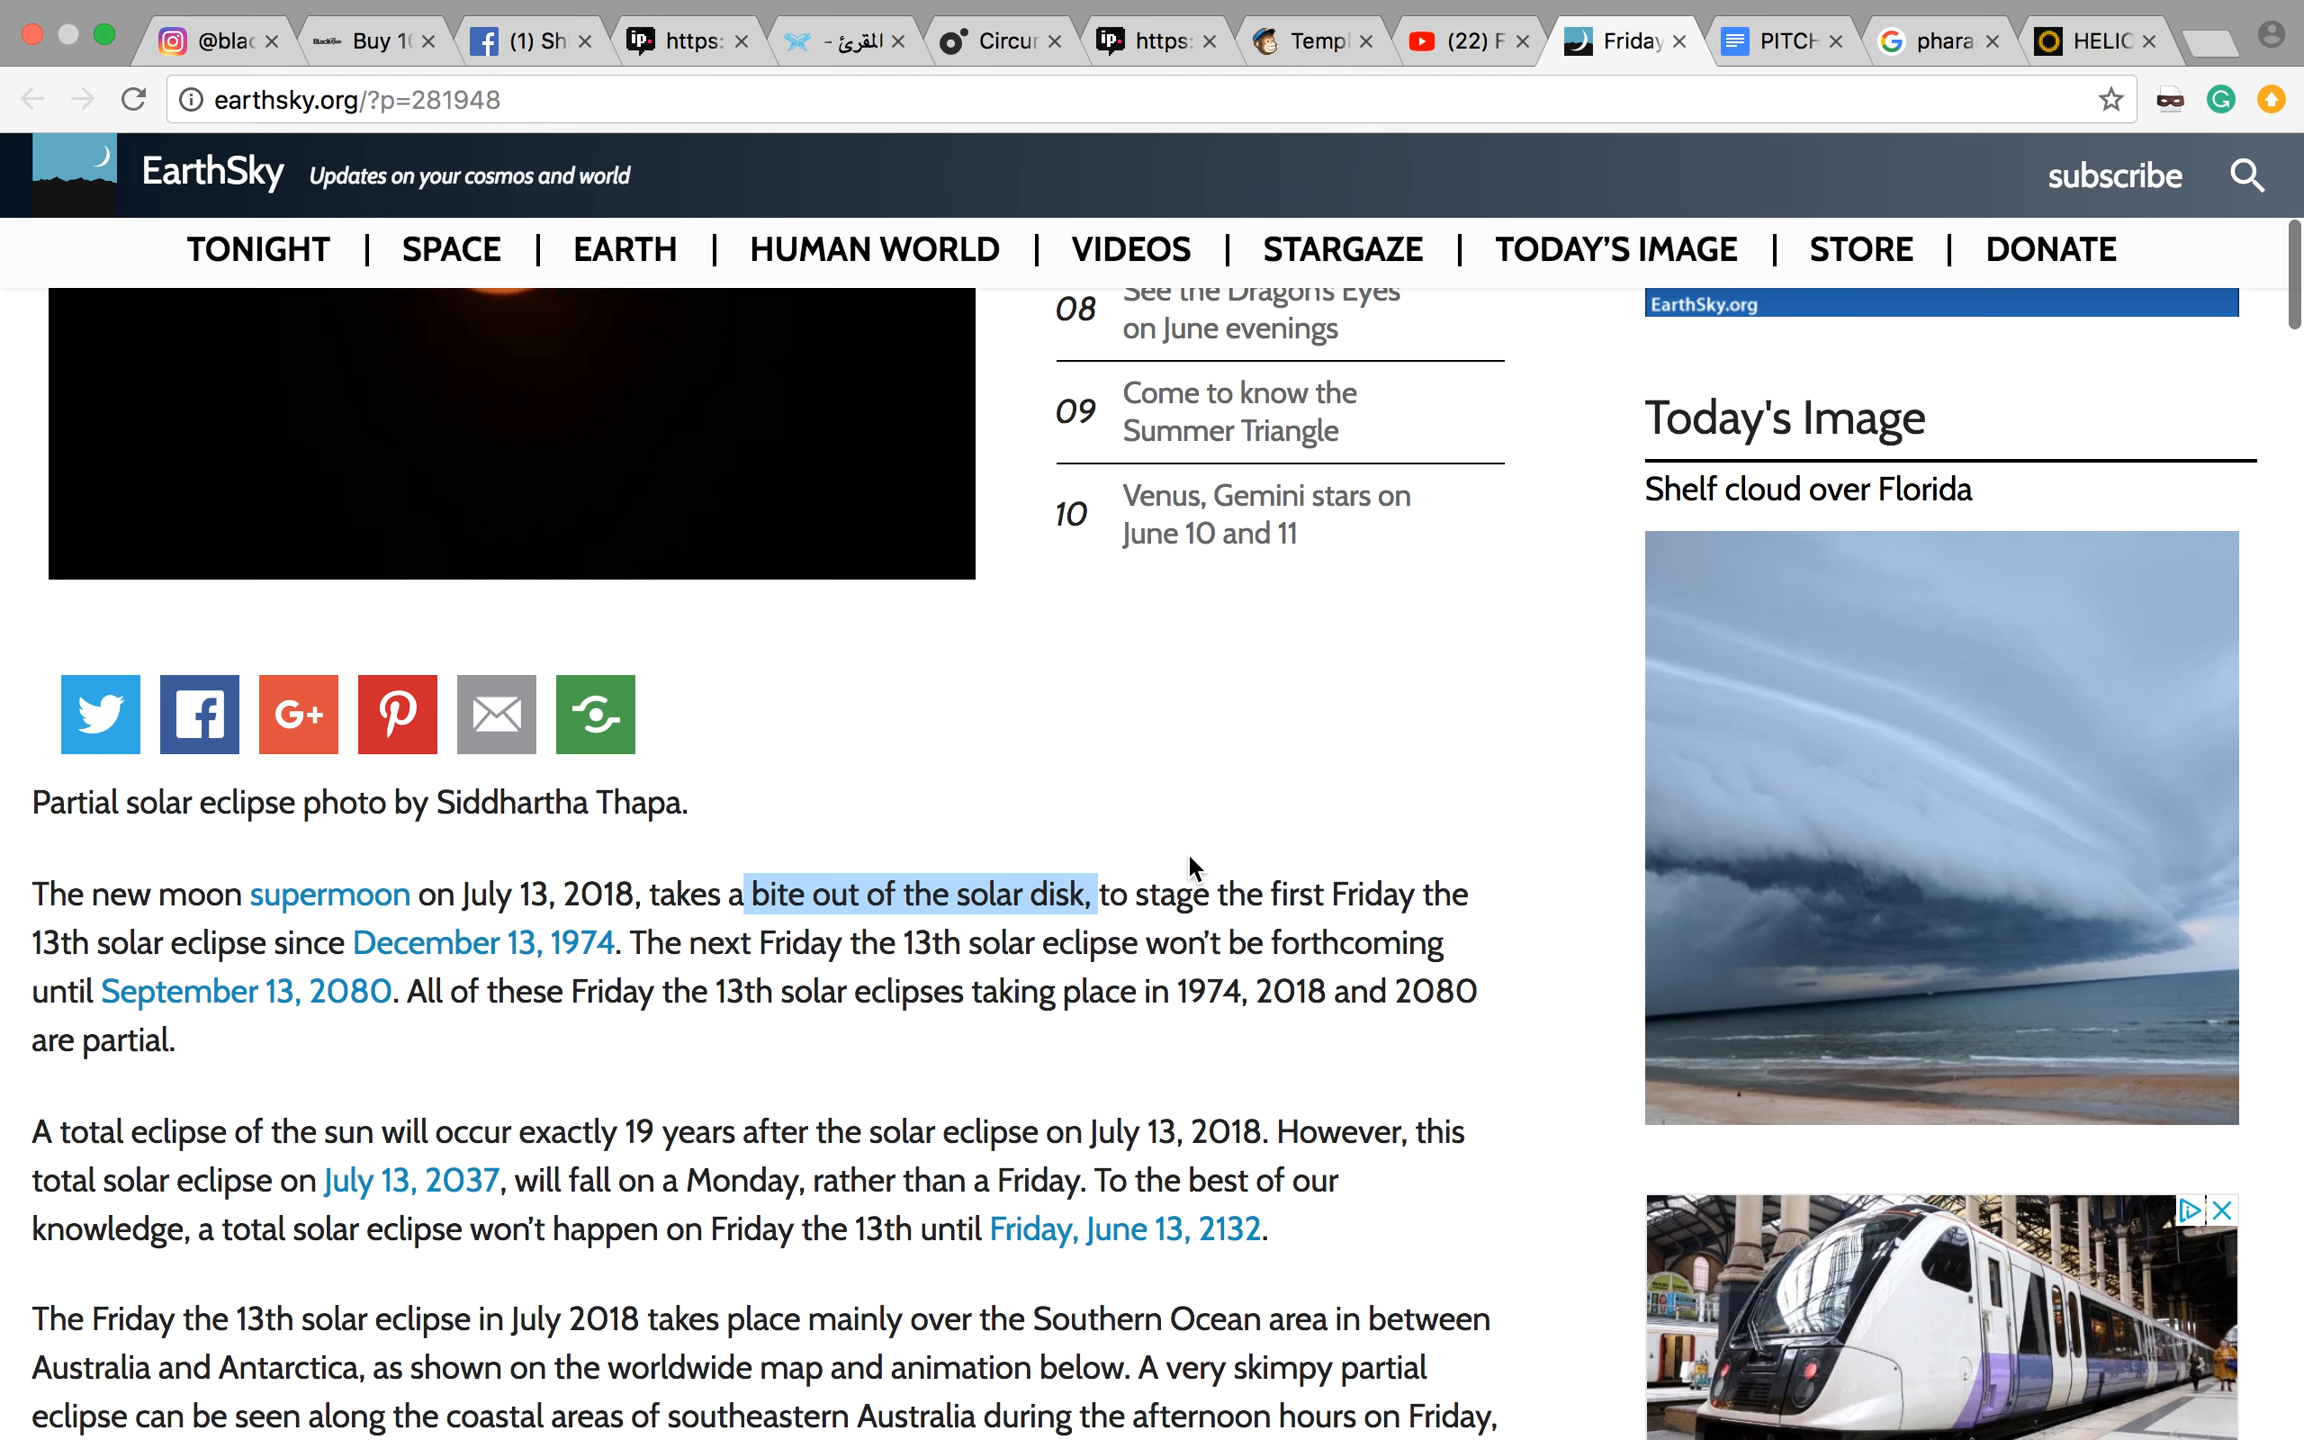 @blac
BlackGive Buy 1(
(1) Sh
ip. https:
المقرئ -
Circur
ip. https:
Templ
(22) F
Friday
PITCH
phara
HELIC
earthsky.org/?p=281948
EarthSky Updates on your cosmos and world
subscribe
TONIGHT | SPACE | EARTH | HUMAN WORLD | VIDEOS | STARGAZE | TODAY'S IMAGE | STORE | DONATE
08 See the Dragon's Eyes
on June evenings
09 Come to know the
Summer Triangle
10 Venus, Gemini stars on
June 10 and 11
EarthSky.org
Today's Image
Shelf cloud over Florida
G+
Partial solar eclipse photo by Siddhartha Thapa.
The new moon supermoon on July 13, 2018, takes a bite out of the solar disk, to stage the first Friday the
13th solar eclipse since December 13, 1974. The next Friday the 13th solar eclipse won't be forthcoming
until September 13, 2080. All of these Friday the 13th solar eclipses taking place in 1974, 2018 and 2080
are partial.
A total eclipse of the sun will occur exactly 19 years after the solar eclipse on July 13, 2018. However, this
total solar eclipse on July 13, 2037, will fall on a Monday, rather than a Friday. To the best of our
knowledge, a total solar eclipse won't happen on Friday the 13th until Friday, June 13, 2132.
The Friday the 13th solar eclipse in July 2018 takes place mainly over the Southern Ocean area in between
Australia and Antarctica, as shown on the worldwide map and animation below. A very skimpy partial
eclipse can be seen along the coastal areas of southeastern Australia during the afternoon hours on Friday,